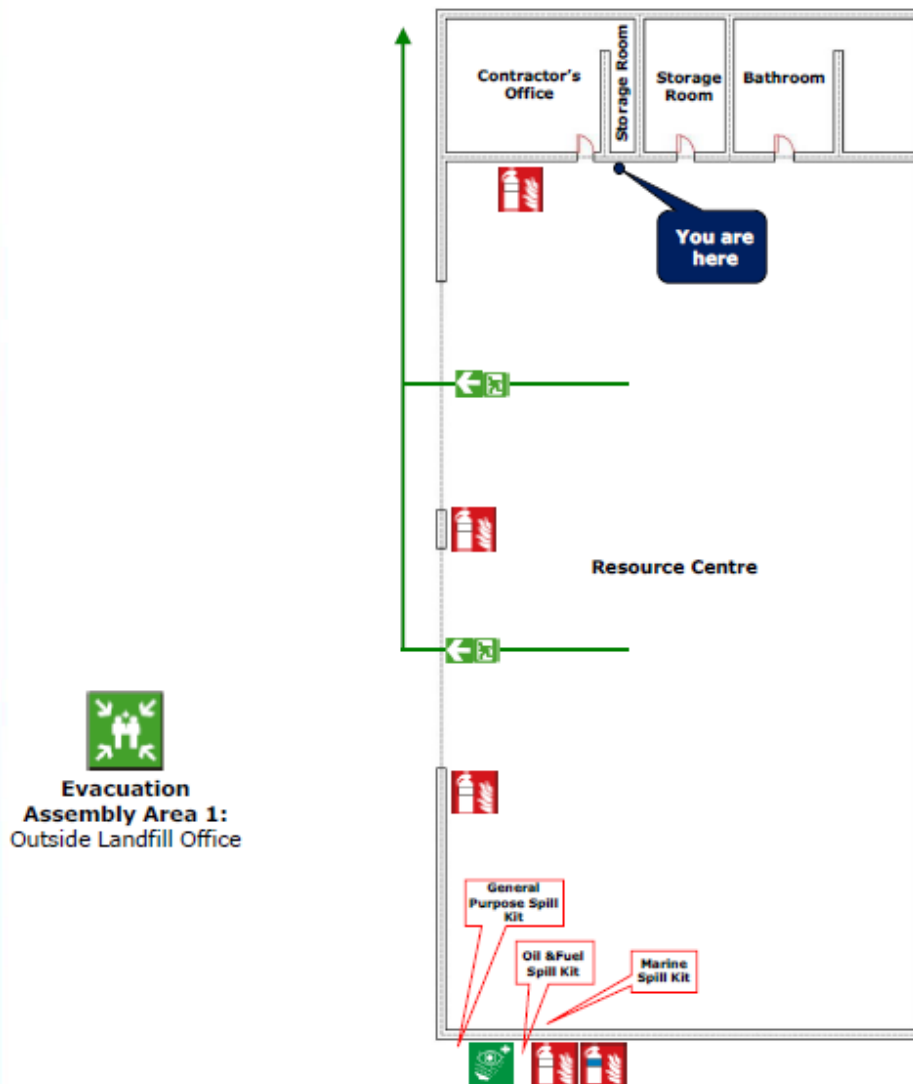 Contractor's
Office
Storage Room
Storage
Room
Bathroom
You are
here
Resource Centre
Evacuation
Assembly Area 1:
Outside Landfill Office
General
Purpose Spill
Kit
Oil &Fuel
Spill Kit
Marine
Spill Kit